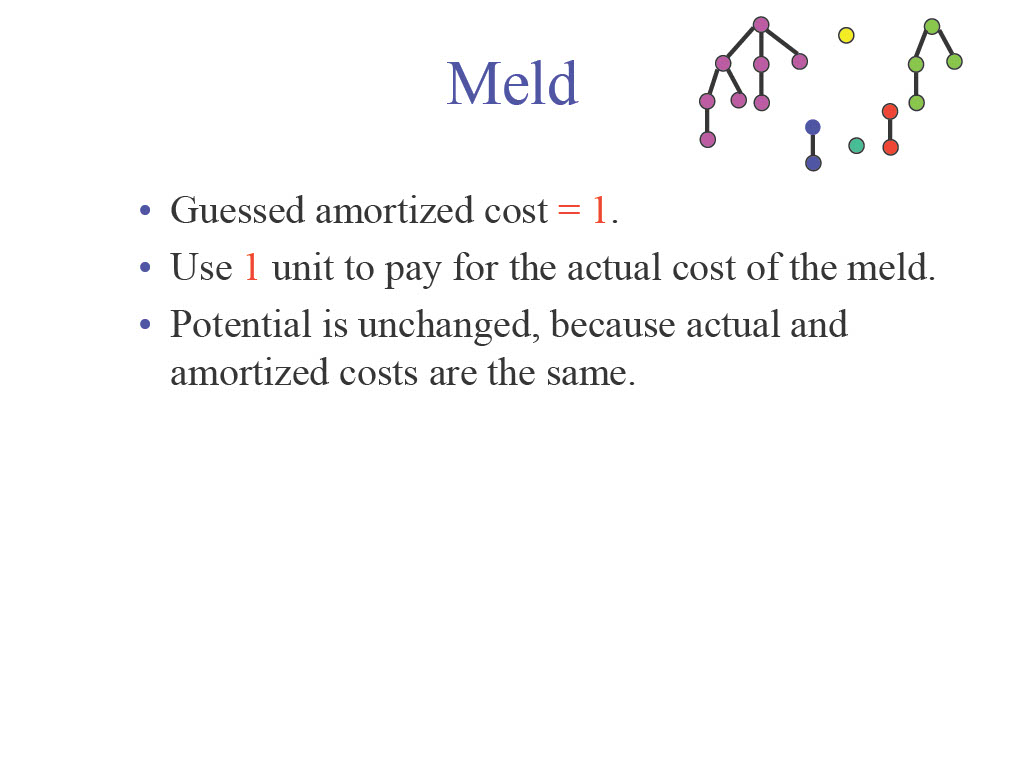 Meld
• Guessed amortized cost = 1.
• Use 1 unit to pay for the actual cost of the meld.
• Potential is unchanged, because actual and
amortized costs are the same.